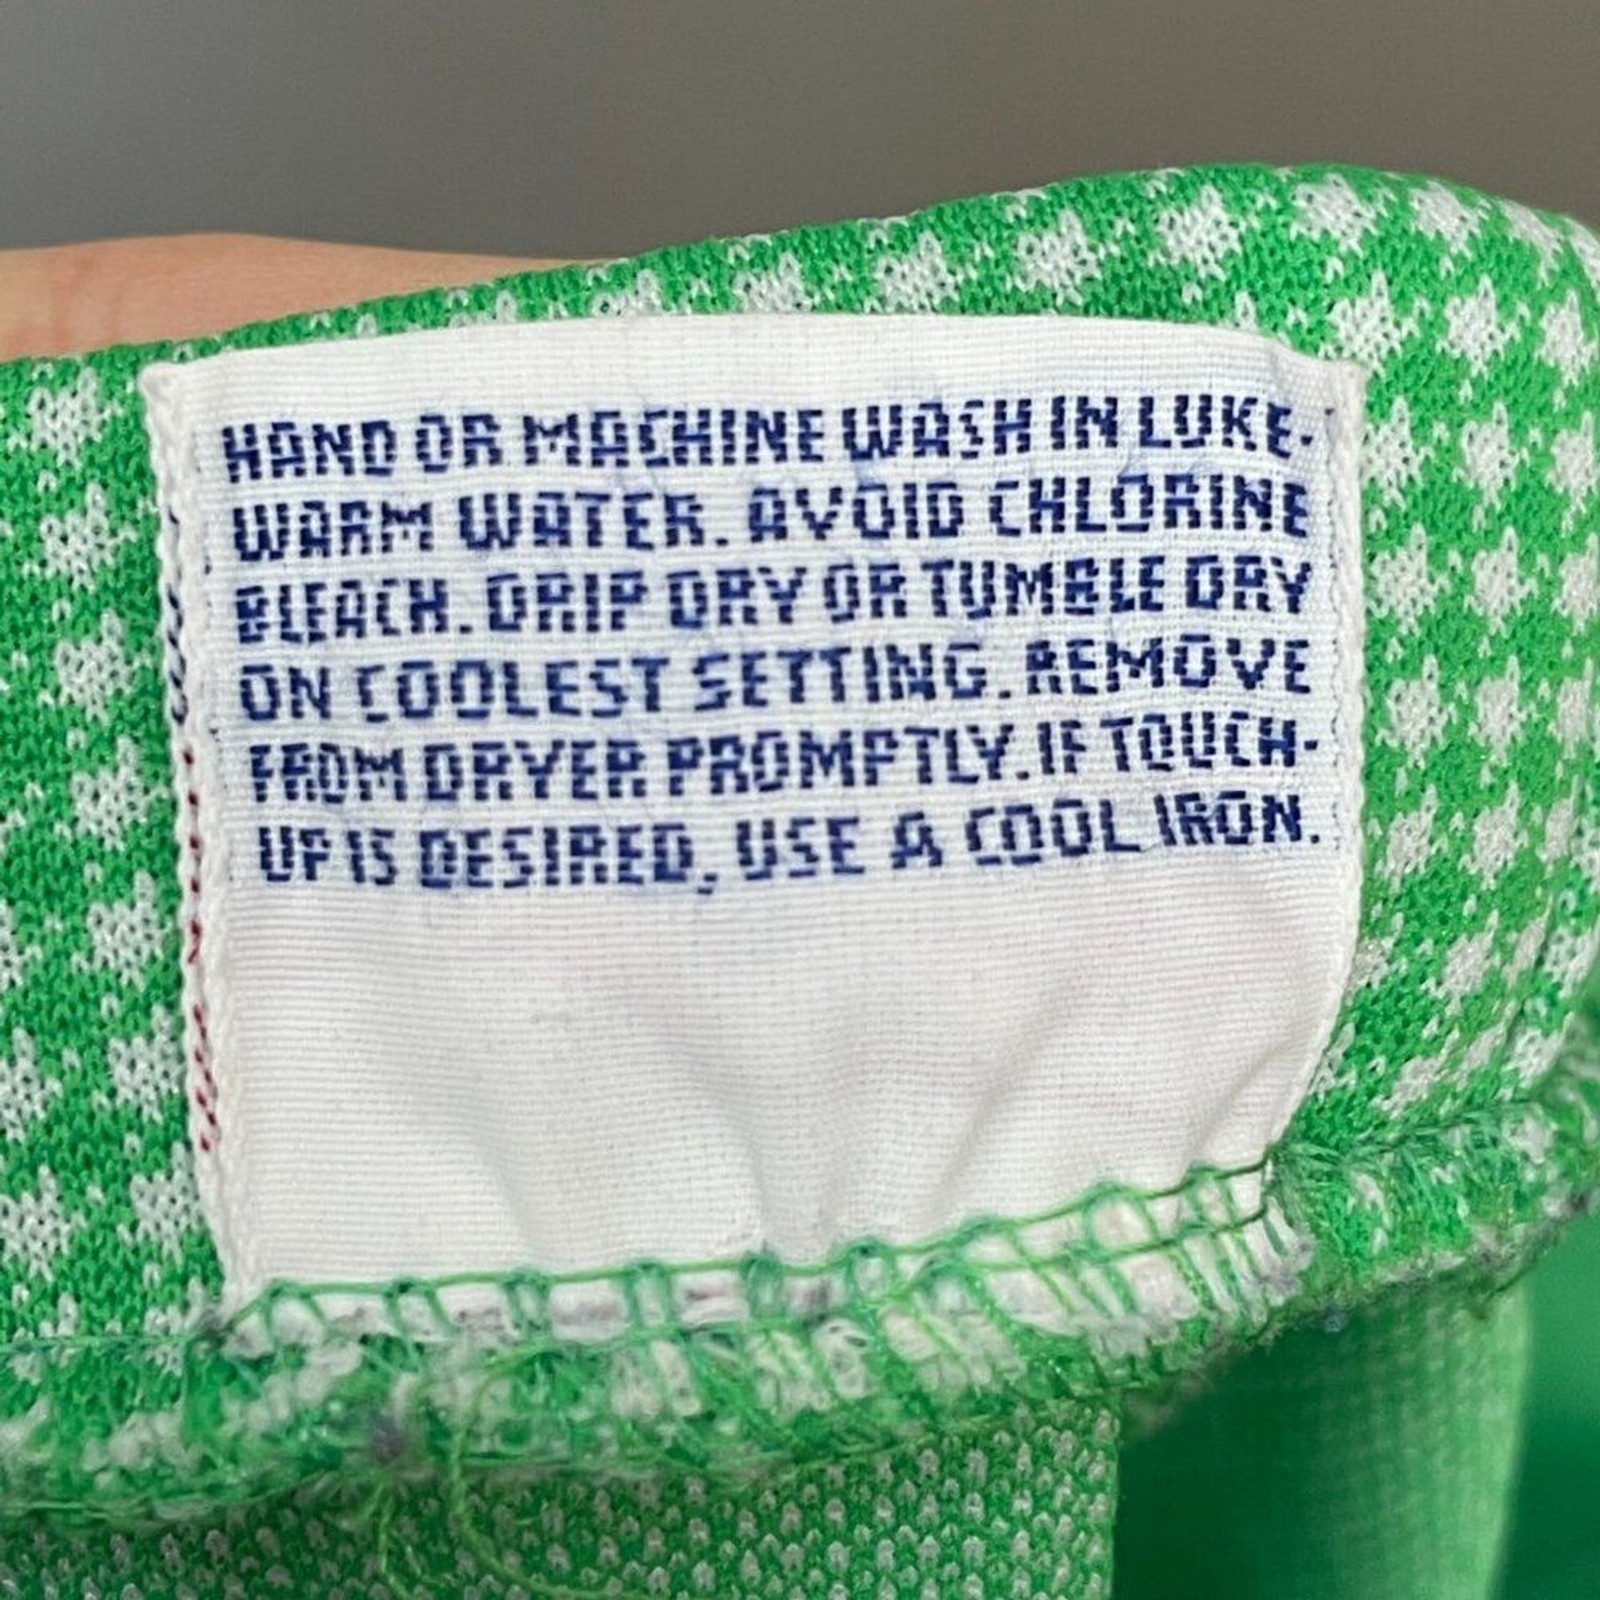 HAND OR MACHINE WASH IN LUKE-
WARM WATER. AVOID CHLORINE
BLEACH. DRIP DRY OR TUMBLE DRY
ON COOLEST SETTING. REMOVE
FROM DRYER PROMPTLY. IF TOUCH-
UP IS DESIRED, USE A COOL IRON.